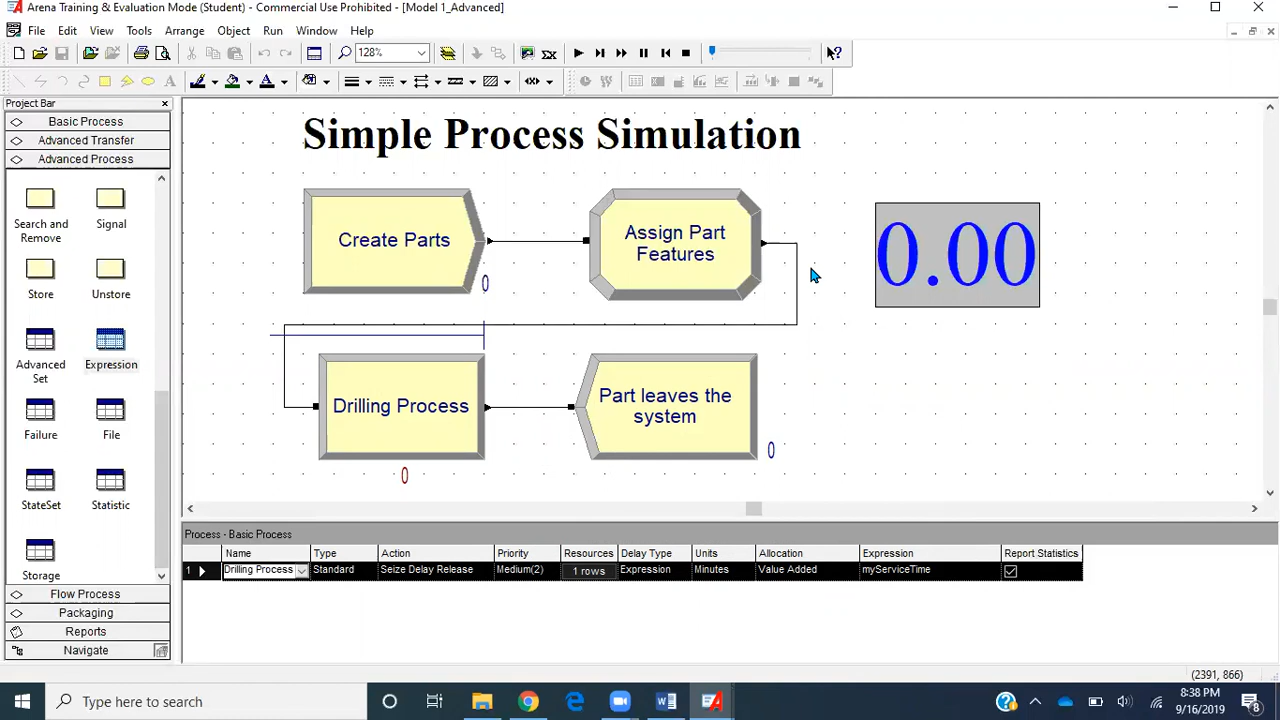 Arena Training & Evaluation Mode (Student) - Commercial Use Prohibited - [Model 1_Advanced]
File Edit View Tools Arrange Object Run Window Help
128%
Project Bar
Basic Process
Advanced Transfer
Advanced Process
Search and Remove
Signal
Store
Unstore
Advanced Set
Expression
Failure
File
StateSet
Statistic
Storage
Flow Process
Packaging
Reports
Navigate
Simple Process Simulation
Create Parts
0
Assign Part
Features
0.00
Drilling Process
0
Part leaves the
system
0
Process - Basic Process
Name Type Action Priority Resources Delay Type Units Allocation Expression Report Statistics
1 Drilling Process Standard Seize Delay Release Medium(2) 1 rows Expression Minutes Value Added myServiceTime
(2391, 866)
Type here to search
8:38 PM
9/16/2019
8